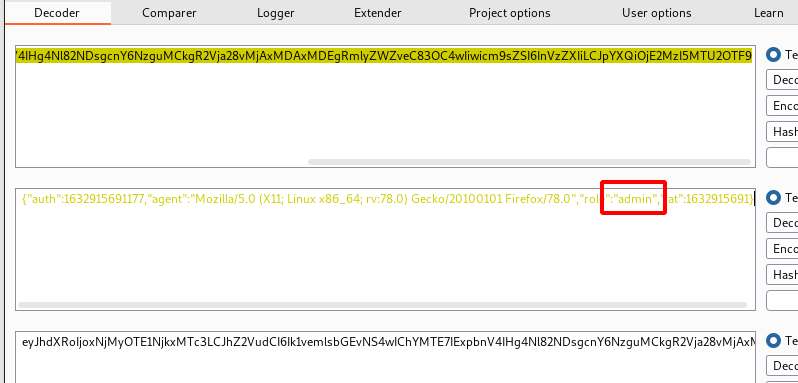 Decoder Comparer Logger Extender Project options User options Learn
V4IHg4Nl82NDsgcnY6NzguMCkgR2Vja28vMjAxMDAxMDEgRmlyZWZveC83OC4wIiwicm9sZSI6InVzZXIiLCJpYXQiOjE2MzI5MTU2OTF9
Te
Deco
Enco
Hash
{"auth":1632915691177,"agent":"Mozilla/5.0 (X11; Linux x86_64; rv:78.0) Gecko/20100101 Firefox/78.0","role":"admin","iat":1632915691}
Te
Deco
Enco
Hash
eyJhdXRoIjoxNjMyOTE1NjkxMTc3LCJhZ2VudCI6Ik1vemlsbGEvNS4wIChYMTE7IExpbnV4IHg4Nl82NDsgcnY6NzguMCkgR2Vja28vMjAxM
Te
Deco
Enco